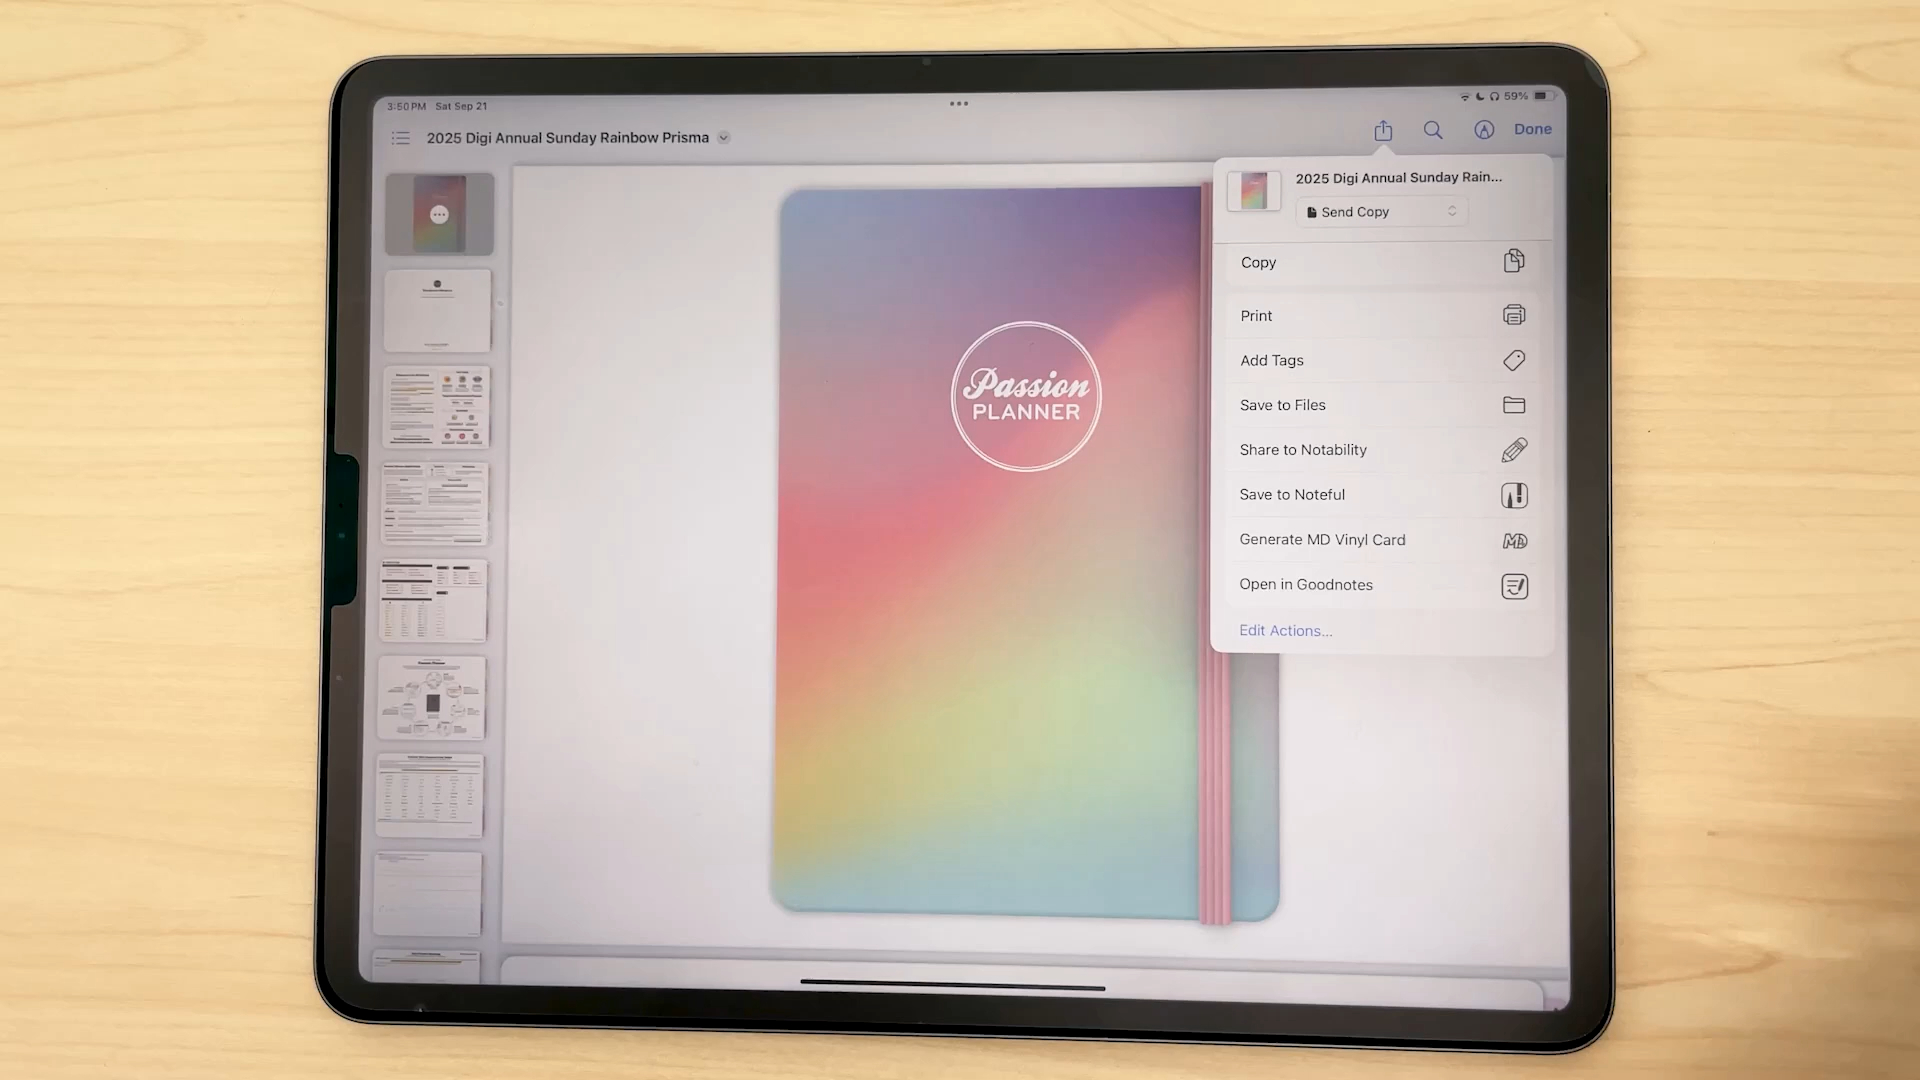 3:50 PM Sat Sep 21
59%
2025 Digi Annual Sunday Rainbow Prisma
Done
2025 Digi Annual Sunday Rain...
Send Copy
Copy
Print
Add Tags
Save to Files
Share to Notability
Save to Noteful
Generate MD Vinyl Card
Open in Goodnotes
Edit Actions...
Passion
PLANNER